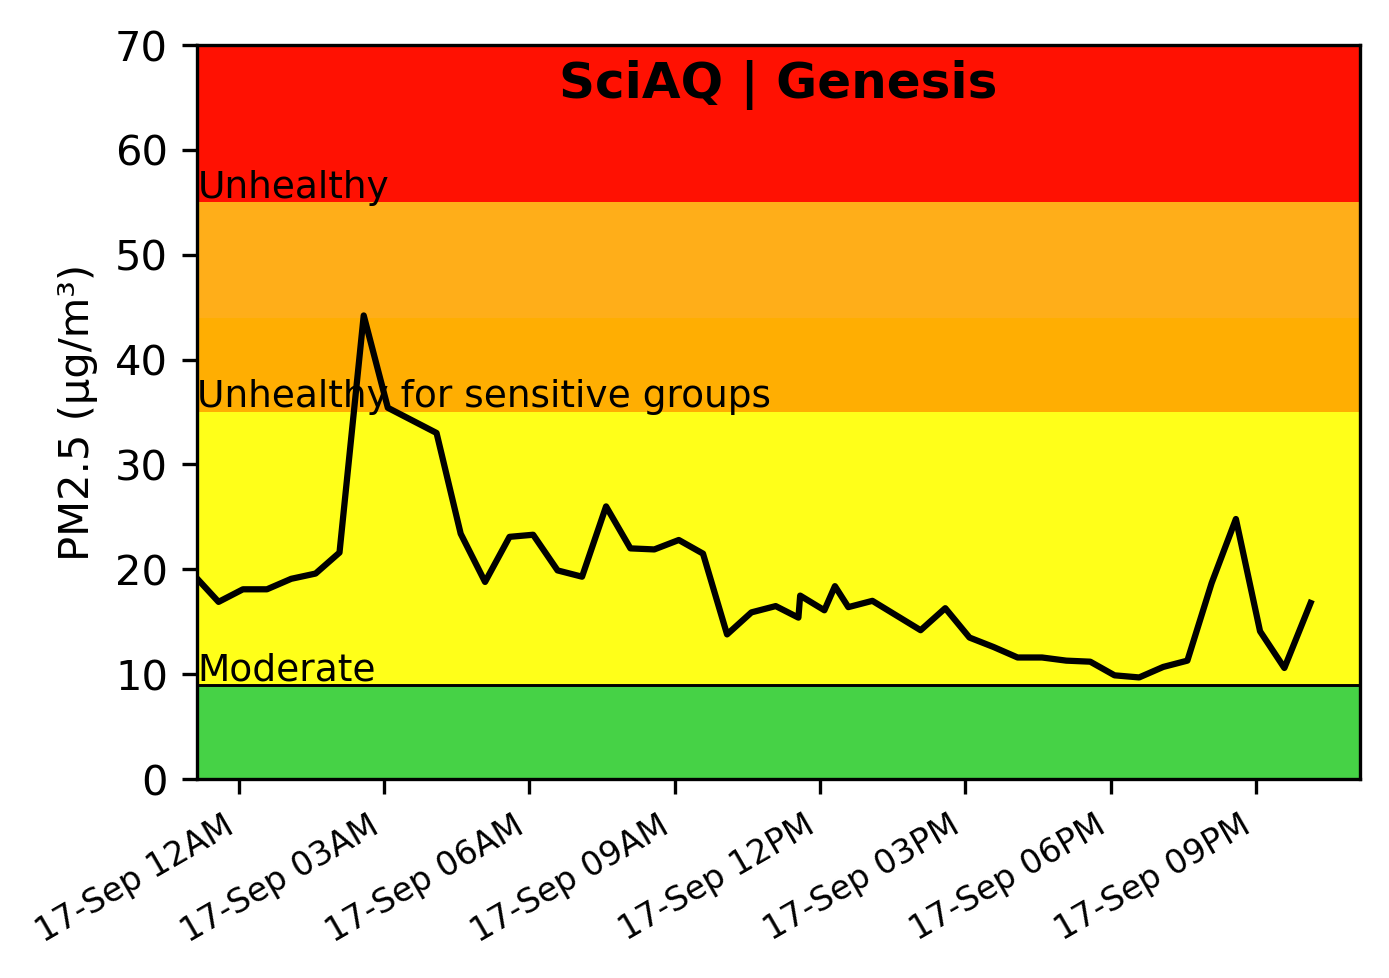 SciAQ | Genesis
PM2.5 (µg/m³)
70
60
50
40
30
20
10
0
Unhealthy
Unhealthy for sensitive groups
Moderate
17-Sep 12AM
17-Sep 03AM
17-Sep 06AM
17-Sep 09AM
17-Sep 12PM
17-Sep 03PM
17-Sep 06PM
17-Sep 09PM